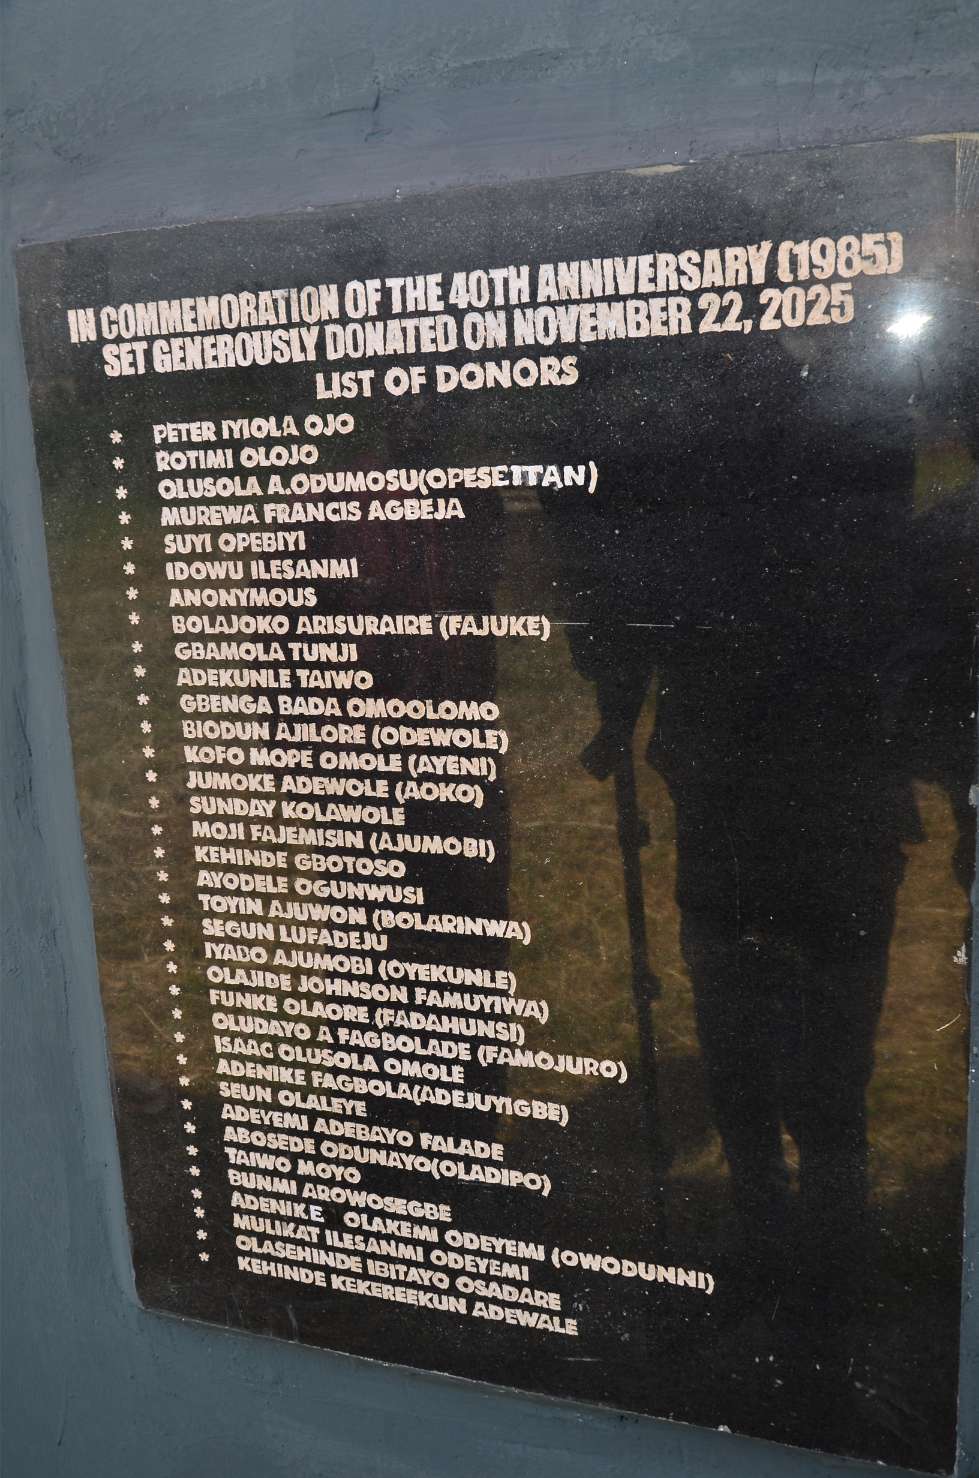 IN COMMEMORATION OF THE 40TH ANNIVERSARY (1985)
SET GENEROUSLY DONATED ON NOVEMBER 22, 2025
LIST OF DONORS
* PETER IYIOLA OJO
* ROTIMI OLOJO
* OLUSOLA A.ODUMOSU(OPESEITAN)
* MUREWA FRANCIS AGBEJA
* SUYI OPEBIYI
* IDOWU ILESANMI
* ANONYMOUS
* BOLAJOKO ARISURAIRE (FAJUKE)
* GBAMOLA TUNJI
* ADEKUNLE TAIWO
* GBENGA BADA OMOOLOMO
* BIODUN AJILORE (ODEWOLE)
* KOFO MOPE OMOLE (AYENI)
* JUMOKE ADEWOLE (AOKO)
* SUNDAY KOLAWOLE
* MOJI FAJEMISIN (AJUMOBI)
* KEHINDE GBOTOSO
* AYODELE OGUNWUSI
* TOYIN AJUWON (BOLARINWA)
* SEGUN LUFADEJU
* IYABO AJUMOBI (OYEKUNLE)
* OLAJIDE JOHNSON FAMUYIWA)
* FUNKE OLAORE (FADAHUNSI)
* OLUDAYO A FAGBOLADE (FAMOJURO)
* ISAAC OLUSOLA OMOLE
* ADENIKE FAGBOLA(ADEJUYIGBE)
* SEUN OLALEYE
* ADEYEMI ADEBAYO FALADE
* ABOSEDE ODUNAYO(OLADIPO)
* TAIWO MOYO
* BUNMI AROWOSEGBE
* ADENIKE OLAKEMI ODEYEMI (OWODUNNI)
* MULIKAT ILESANMI ODEYEMI
* OLASEHINDE IBITAYO OSADARE
* KEHINDE KEKEREEKUN ADEWALE